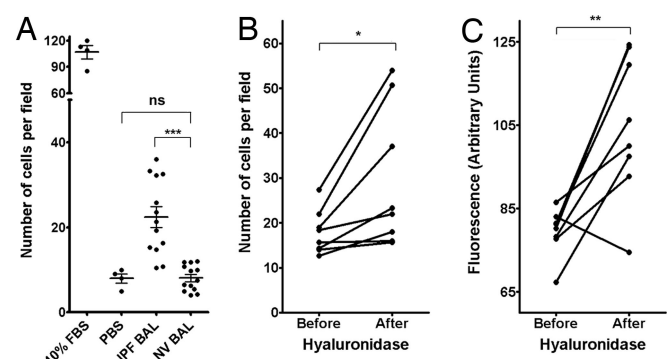 A
Number of cells per field
120
90
60
40
20
0
ns
***
10% FBS
PBS
IPF BAL
NV BAL
B
Number of cells per field
60
50
40
30
20
10
0
*
Before
After
Hyaluronidase
C
Fluorescence (Arbitrary Units)
125
105
85
65
**
Before
After
Hyaluronidase